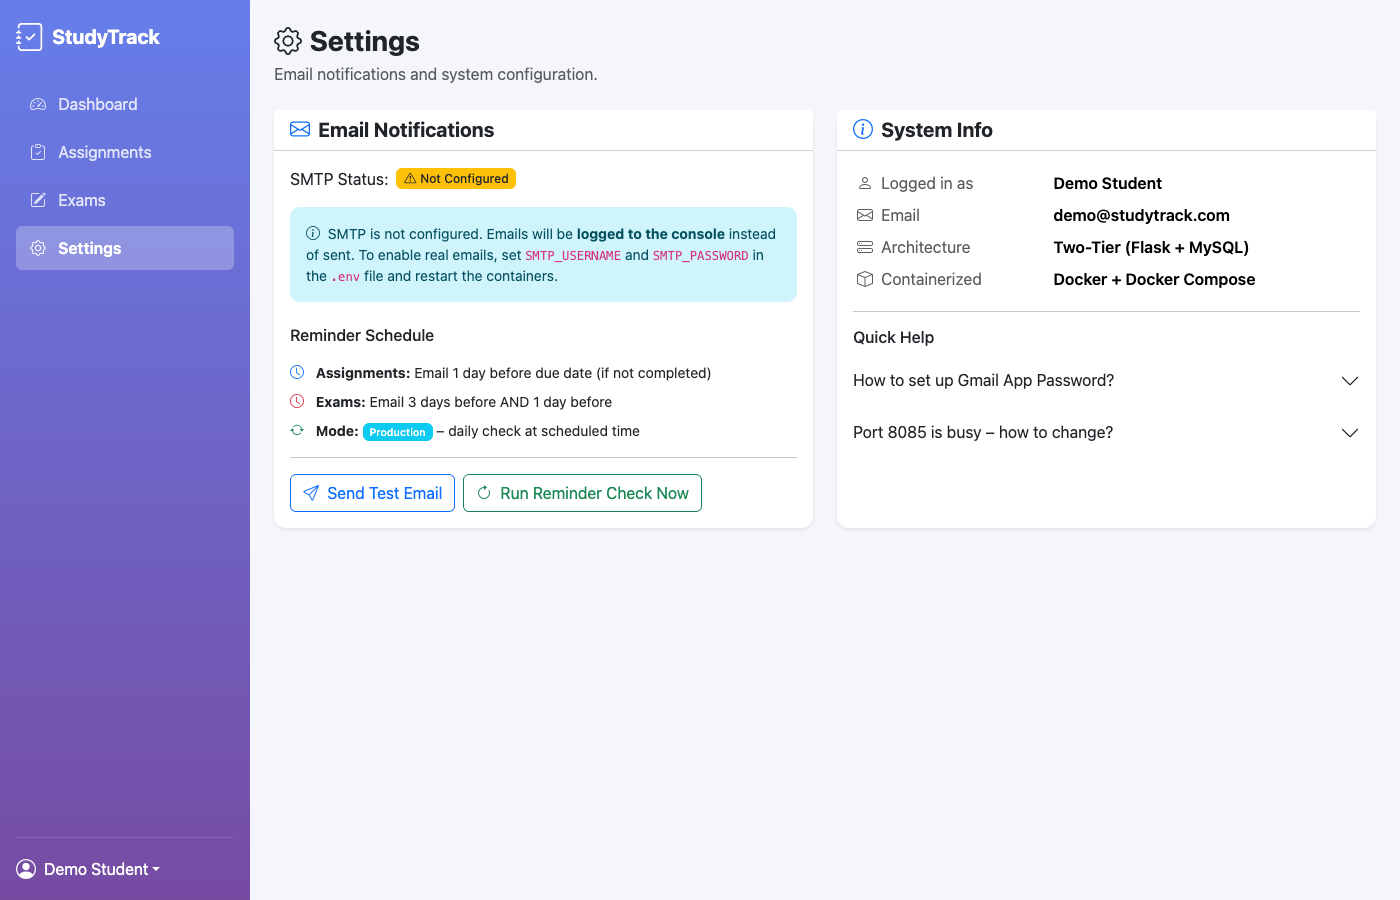 StudyTrack
Dashboard
Assignments
Exams
Settings
Demo Student
Settings
Email notifications and system configuration.
Email Notifications
SMTP Status: Not Configured
SMTP is not configured. Emails will be logged to the console instead
of sent. To enable real emails, set SMTP_USERNAME and SMTP_PASSWORD in
the .env file and restart the containers.
Reminder Schedule
Assignments: Email 1 day before due date (if not completed)
Exams: Email 3 days before AND 1 day before
Mode: Production – daily check at scheduled time
Send Test Email
Run Reminder Check Now
System Info
Logged in as Demo Student
Email demo@studytrack.com
Architecture Two-Tier (Flask + MySQL)
Containerized Docker + Docker Compose
Quick Help
How to set up Gmail App Password?
Port 8085 is busy – how to change?